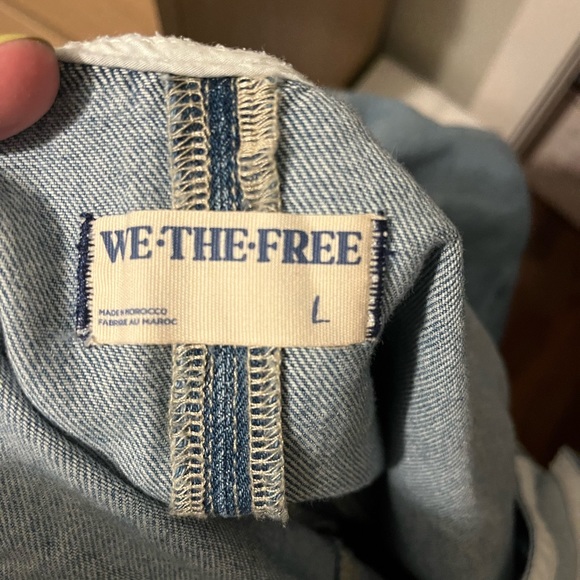 WE·THE·FREE
MADE IN MOROCCO
FABRIQUÉ AU MAROC
L